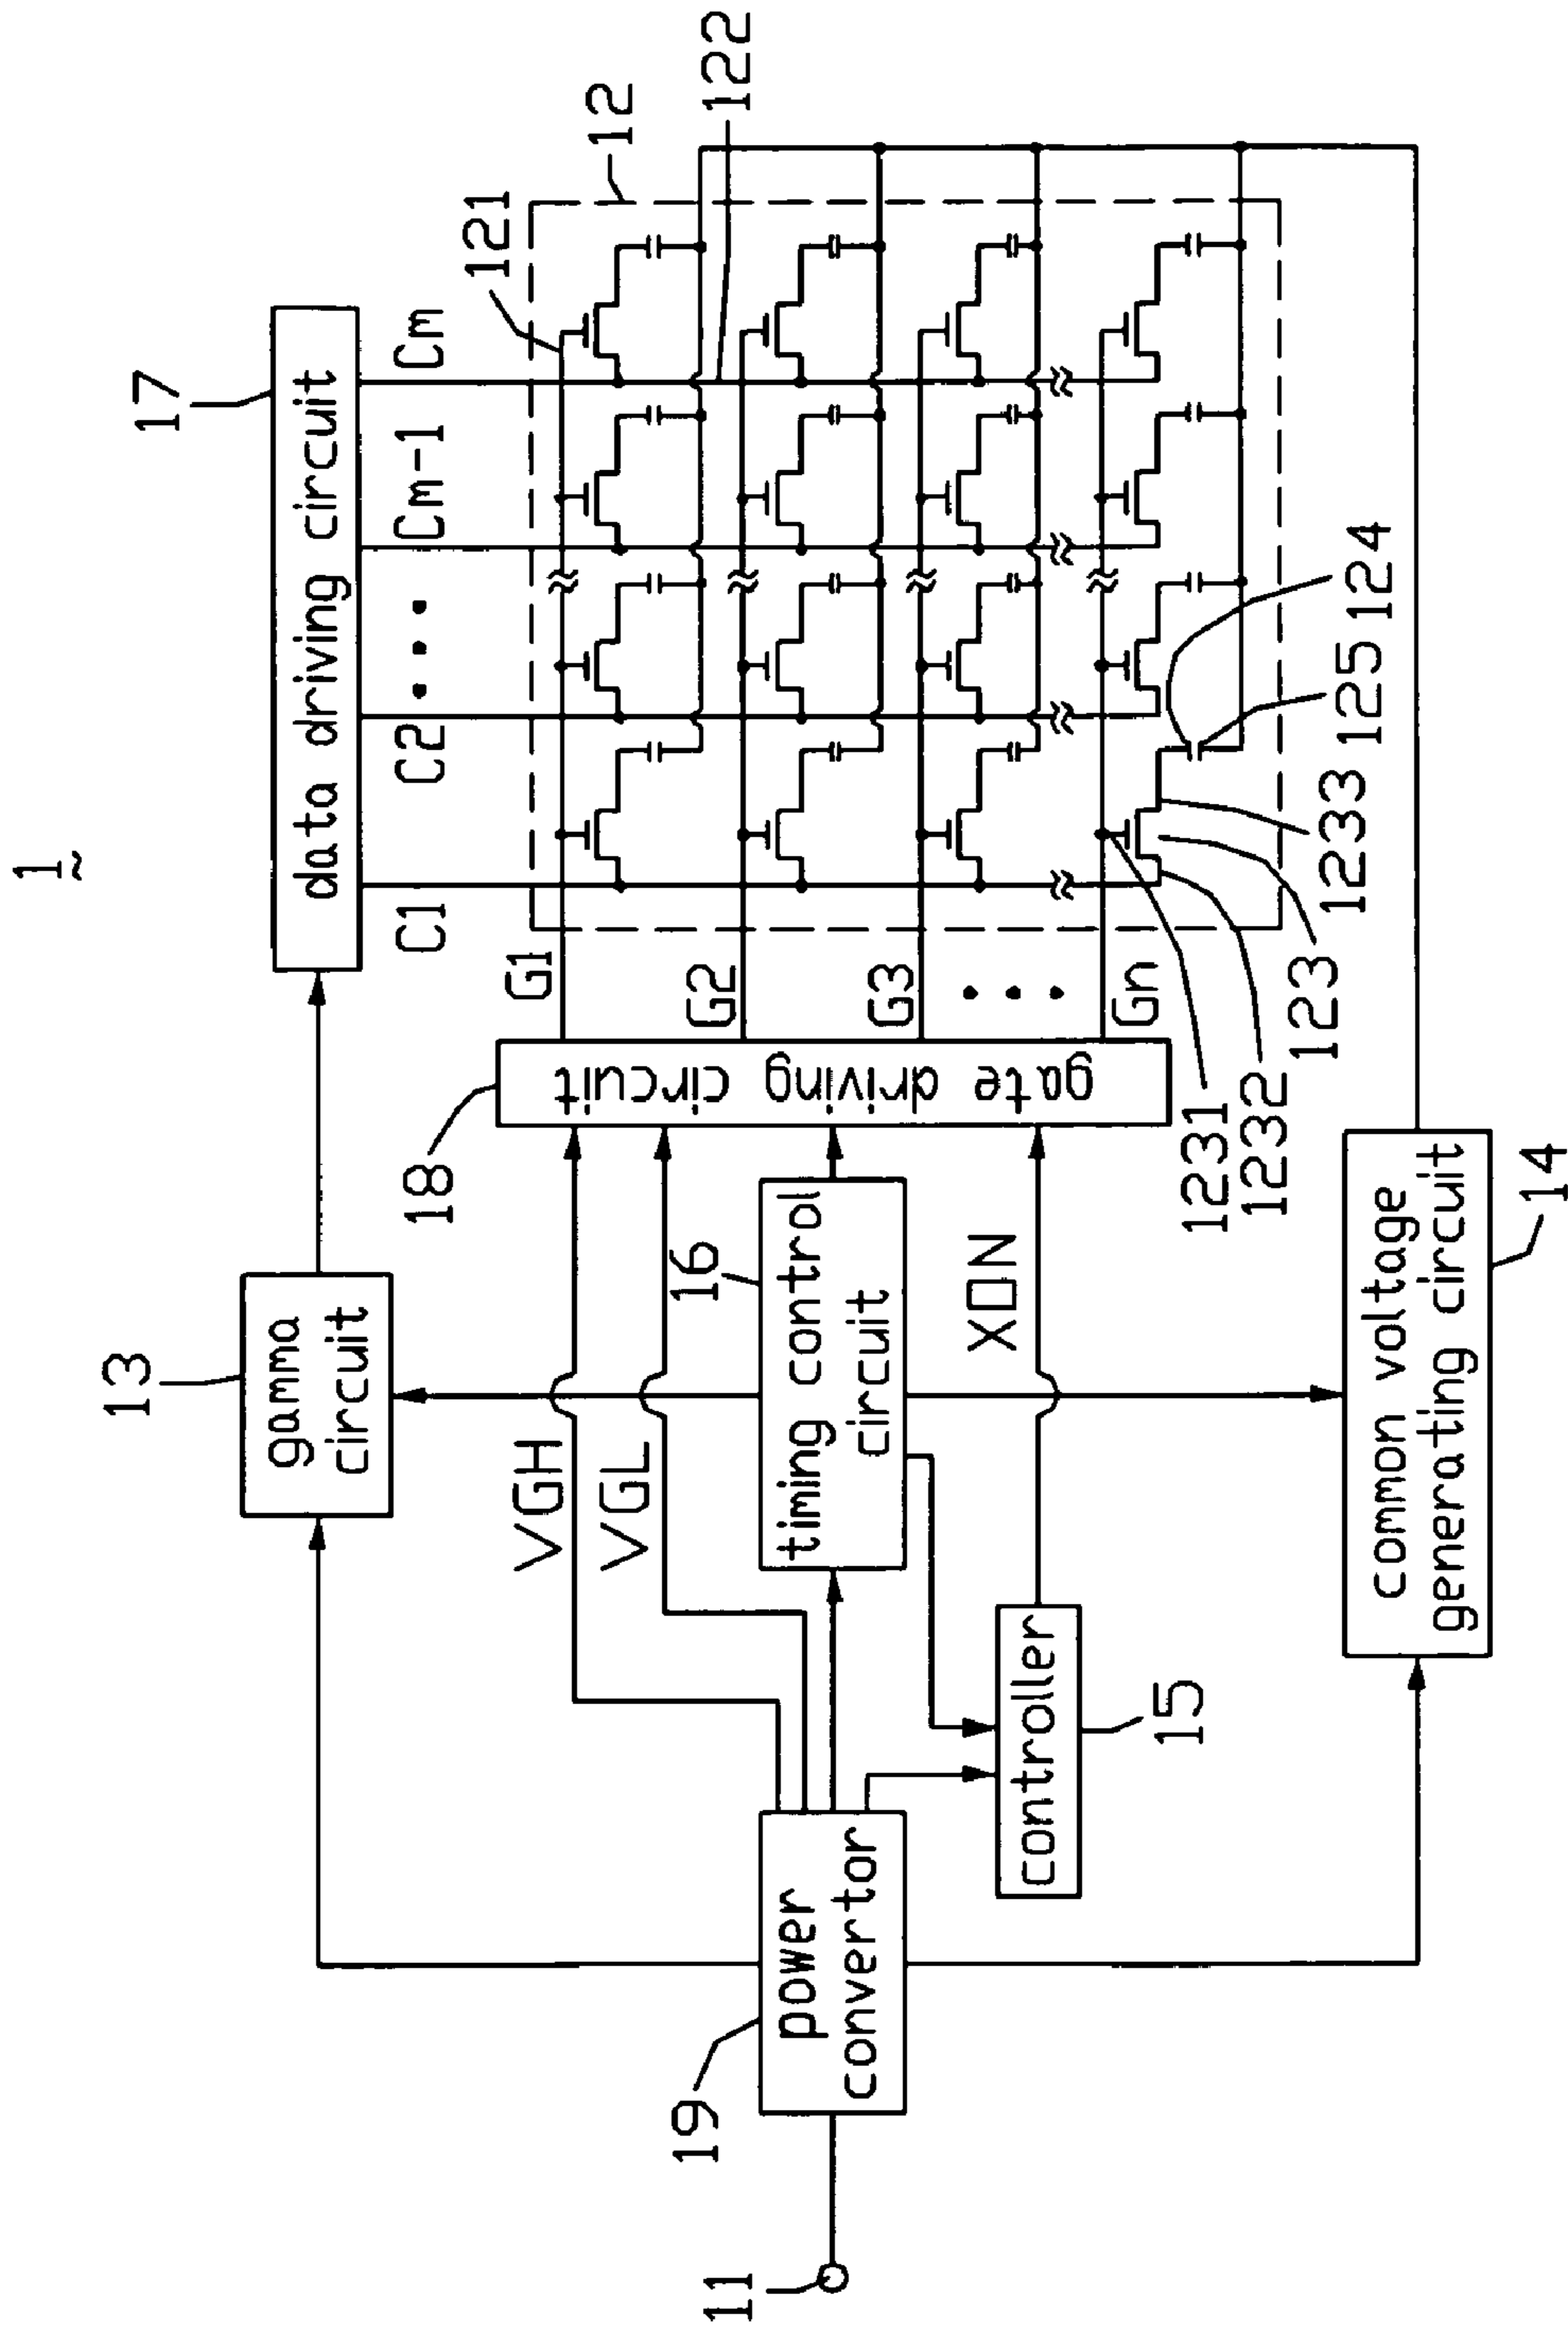 1
17
data driving circuit
C1
C2
Cm-1
Cm
121
12
122
13
gamma
circuit
18
gate driving circuit
G1
G2
G3
Gn
VGH
VGL
16
timing control
circuit
XON
19
power
convertor
11
controller
15
common voltage
generating circuit
14
1231
1232
123
1233
125
124